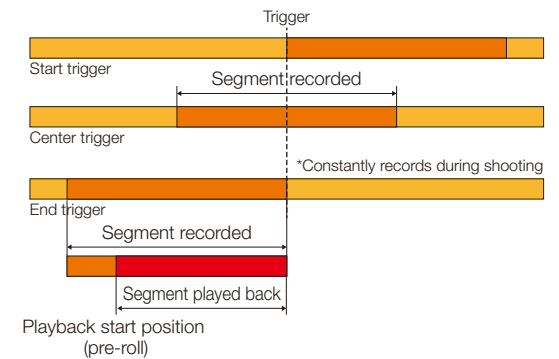 Trigger
Start trigger
Segment recorded
Center trigger
*Constantly records during shooting
End trigger
Segment recorded
Segment played back
Playback start position
(pre-roll)